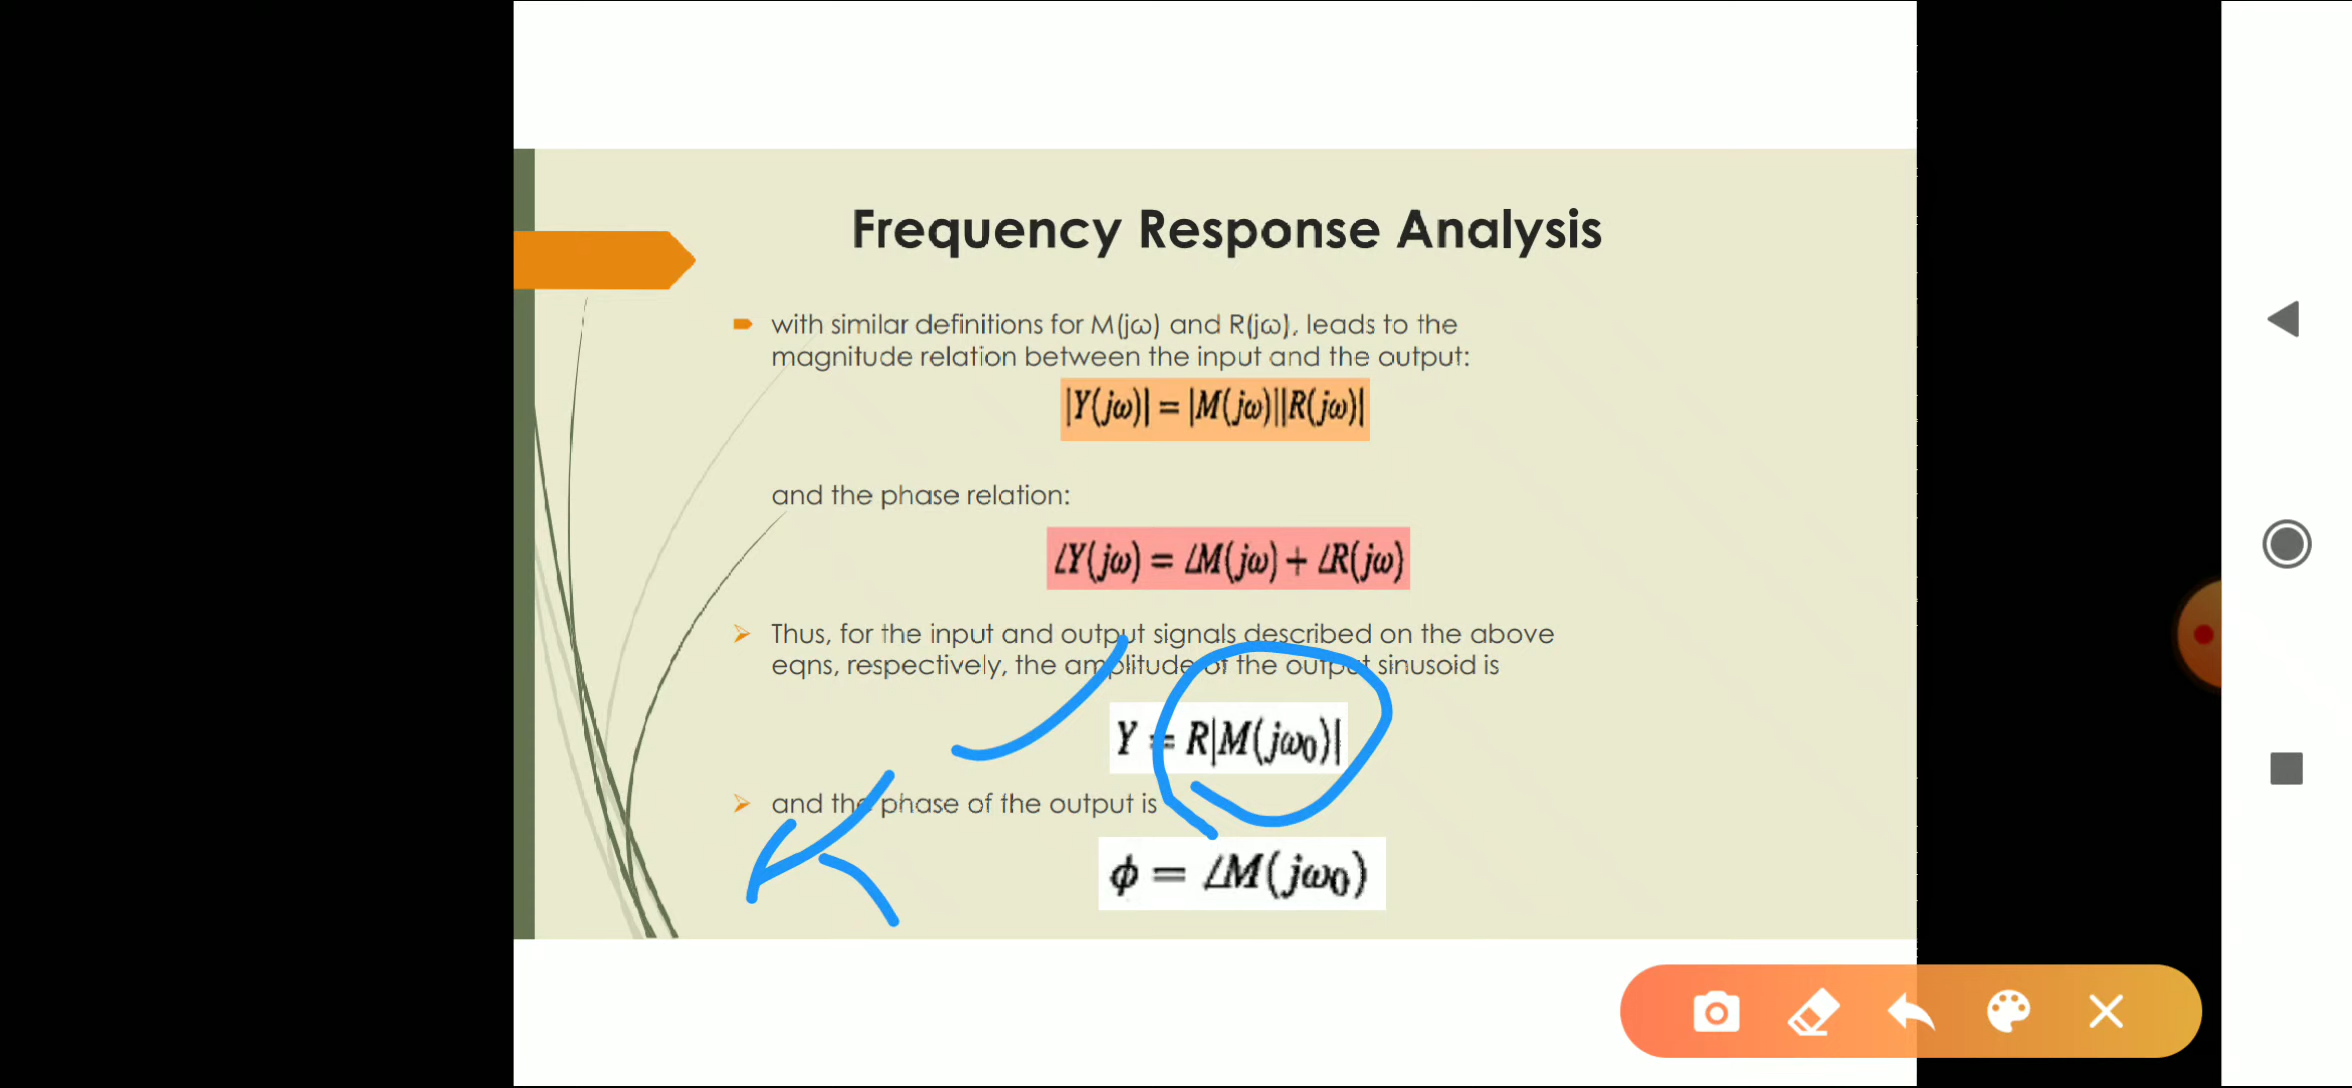 Frequency Response Analysis
with similar definitions for M(jω) and R(jω), leads to the
magnitude relation between the input and the output:
|Y(jω)| = |M(jω)||R(jω)|
and the phase relation:
∠Y(jω) = ∠M(jω) + ∠R(jω)
Thus, for the input and output signals described on the above
eqns, respectively, the amplitude of the output sinusoid is
Y = R|M(jω₀)|
and the phase of the output is
ϕ = ∠M(jω₀)